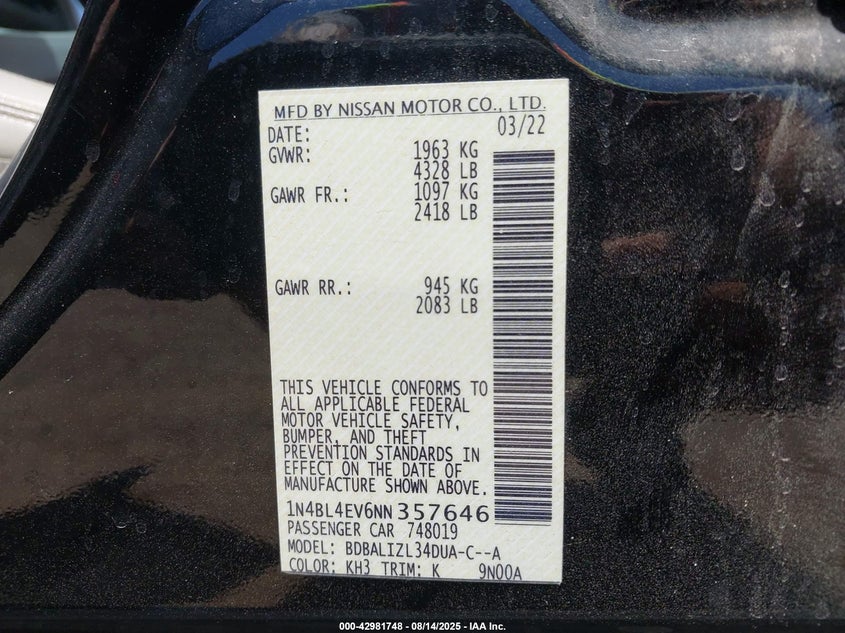 MFD BY NISSAN MOTOR CO., LTD.
DATE: 03/22
GVWR: 1963 KG
4328 LB
GAWR FR.: 1097 KG
2418 LB
GAWR RR.: 945 KG
2083 LB
THIS VEHICLE CONFORMS TO
ALL APPLICABLE FEDERAL
MOTOR VEHICLE SAFETY,
BUMPER, AND THEFT
PREVENTION STANDARDS IN
EFFECT ON THE DATE OF
MANUFACTURE SHOWN ABOVE.
1N4BL4EV6NN357646
PASSENGER CAR 748019
MODEL: BDBALIZL34DUA-C--A
COLOR: KH3 TRIM: K 9N00A
000-42981748 - 08/14/2025 - IAA Inc.